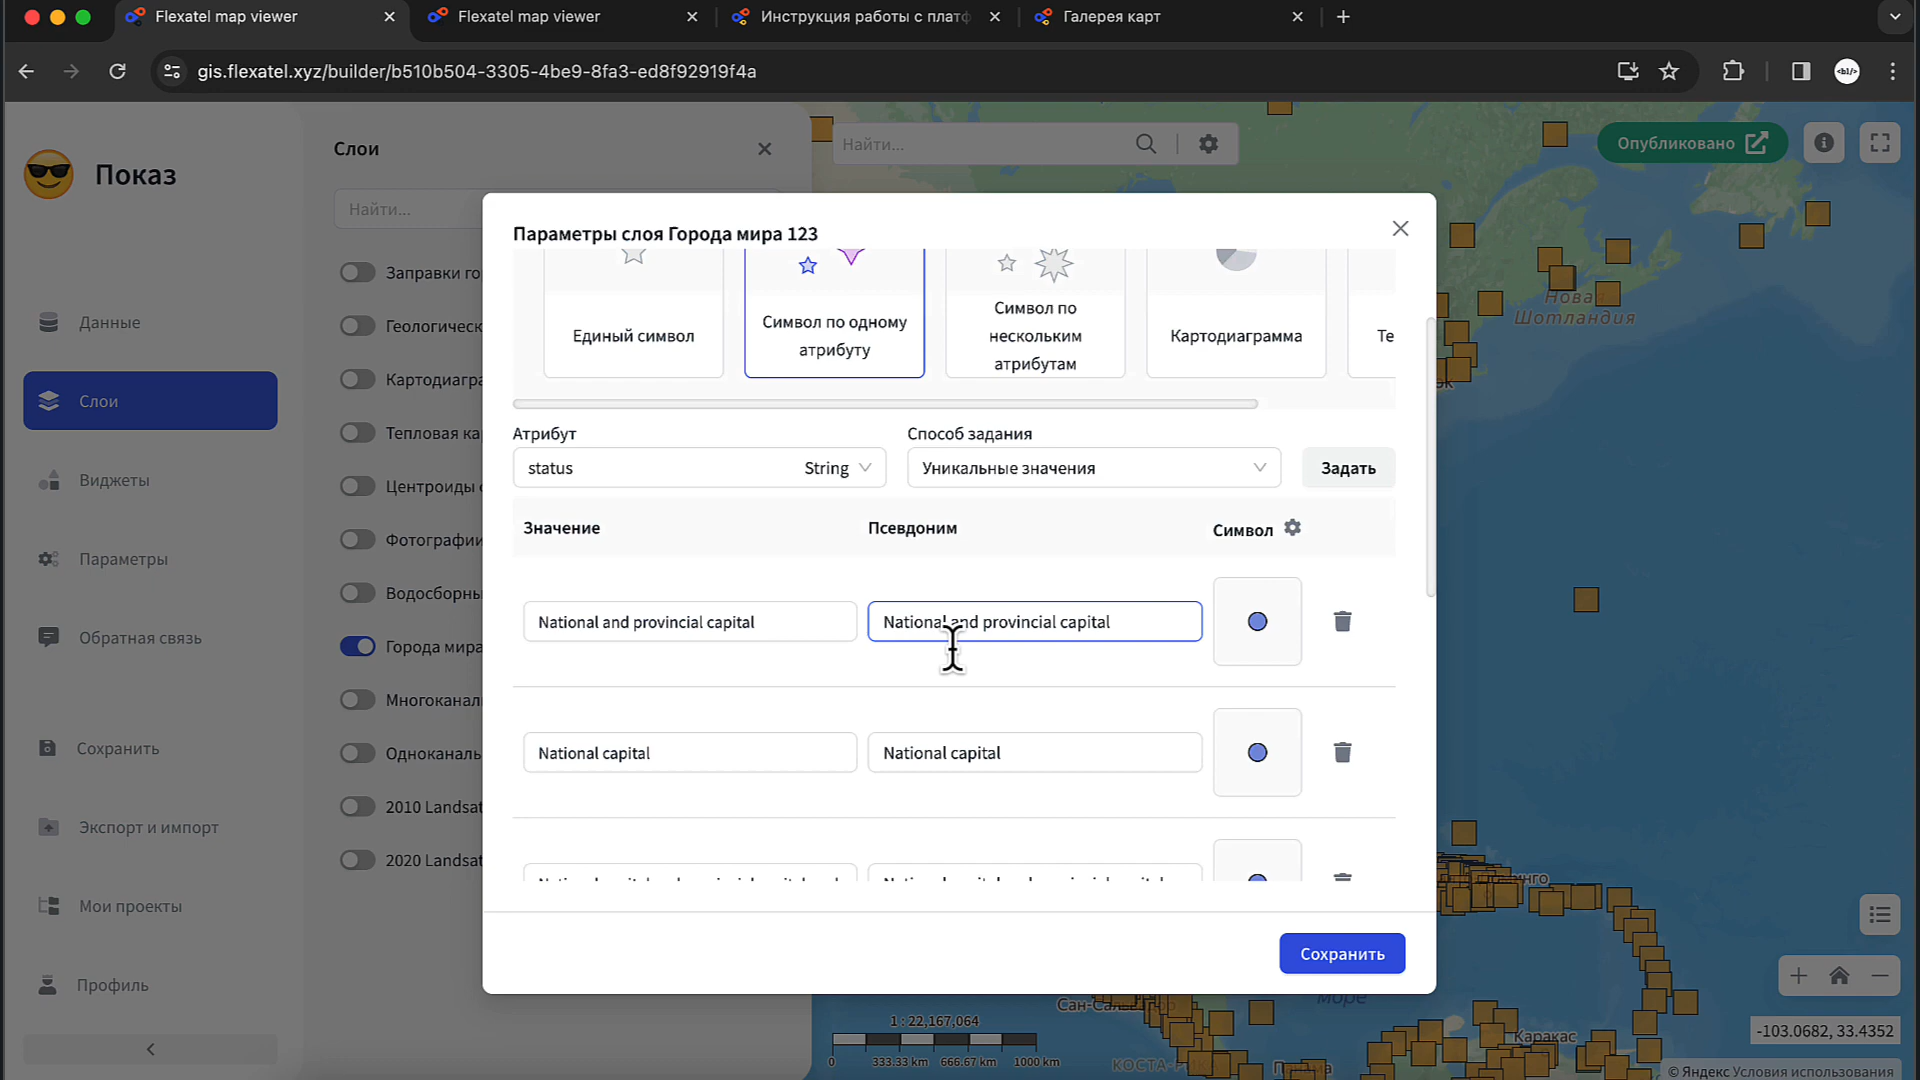 Flexatel map viewer
Flexatel map viewer
Инструкция работы с платф
Галерея карт
gis.flexatel.xyz/builder/b510b504-3305-4be9-8fa3-ed8f92919f4a
Показ
Данные
Слои
Виджеты
Параметры
Обратная связь
Сохранить
Экспорт и импорт
Мои проекты
Профиль
Слои
Найти...
Заправки го
Геологическ
Картодиагра
Тепловая ка
Центроиды
Фотографии
Водосборны
Города мира
Многоканал
Одноканаль
2010 Landsat
2020 Landsat
Найти...
Опубликовано
Параметры слоя Города мира 123
Единый символ
Символ по одному
атрибуту
Символ по
нескольким
атрибутам
Картодиаграмма
Те
Атрибут
Способ задания
status
String
Уникальные значения
Задать
Значение
Псевдоним
Символ
National and provincial capital
National and provincial capital
National capital
National capital
Сохранить
Новая
Шотландия
Каракас
КОСТА-РИКА
Панама
море
1 : 22,167,064
0
333.33 km
666.67 km
1000 km
-103.0682, 33.4352
© Яндекс Условия использования